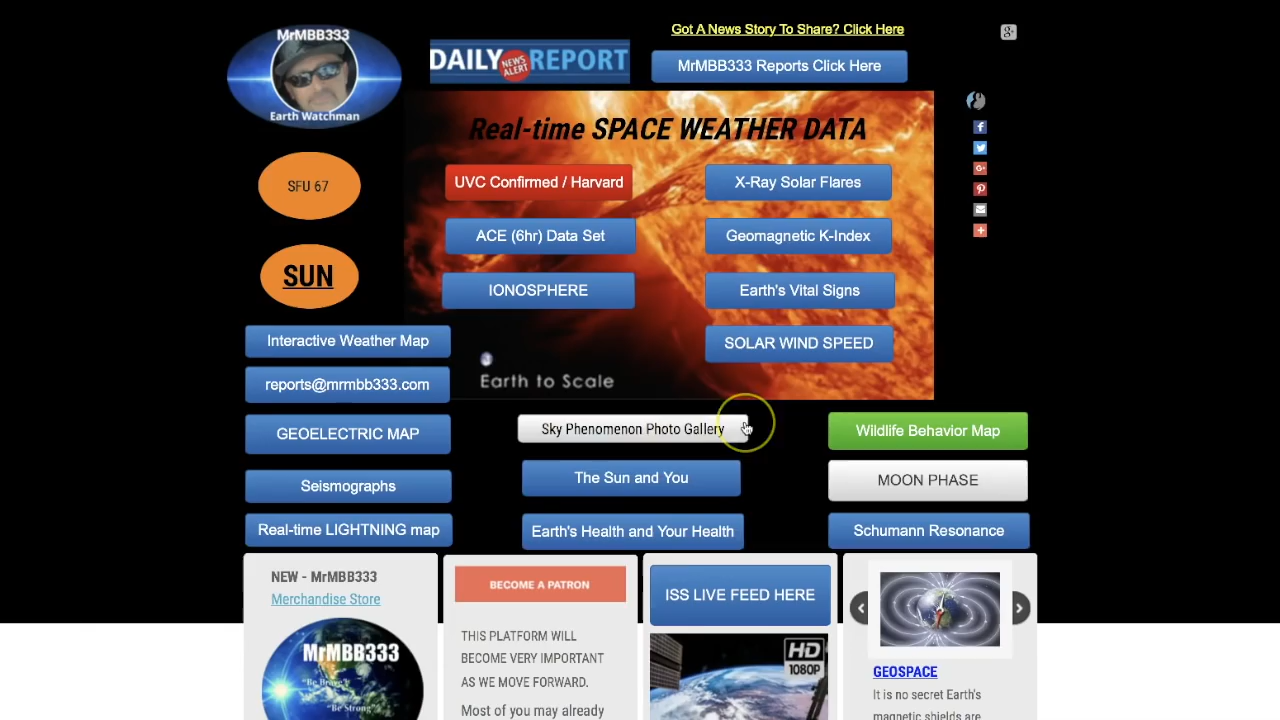 MrMBB333
Earth Watchman
DAILY NEWS ALERT REPORT
Got A News Story To Share? Click Here
MrMBB333 Reports Click Here
Real-time SPACE WEATHER DATA
SFU 67
UVC Confirmed / Harvard
X-Ray Solar Flares
ACE (6hr) Data Set
Geomagnetic K-Index
SUN
IONOSPHERE
Earth's Vital Signs
Interactive Weather Map
SOLAR WIND SPEED
reports@mrmbb333.com
Earth to Scale
GEOELECTRIC MAP
Sky Phenomenon Photo Gallery
Wildlife Behavior Map
Seismographs
The Sun and You
MOON PHASE
Real-time LIGHTNING map
Earth's Health and Your Health
Schumann Resonance
NEW - MrMBB333
Merchandise Store
MrMBB333
"Be Brave"
"Be Strong"
BECOME A PATRON
THIS PLATFORM WILL
BECOME VERY IMPORTANT
AS WE MOVE FORWARD.
Most of you may already
ISS LIVE FEED HERE
HD
1080P
GEOSPACE
It is no secret Earth's
magnetic shields are